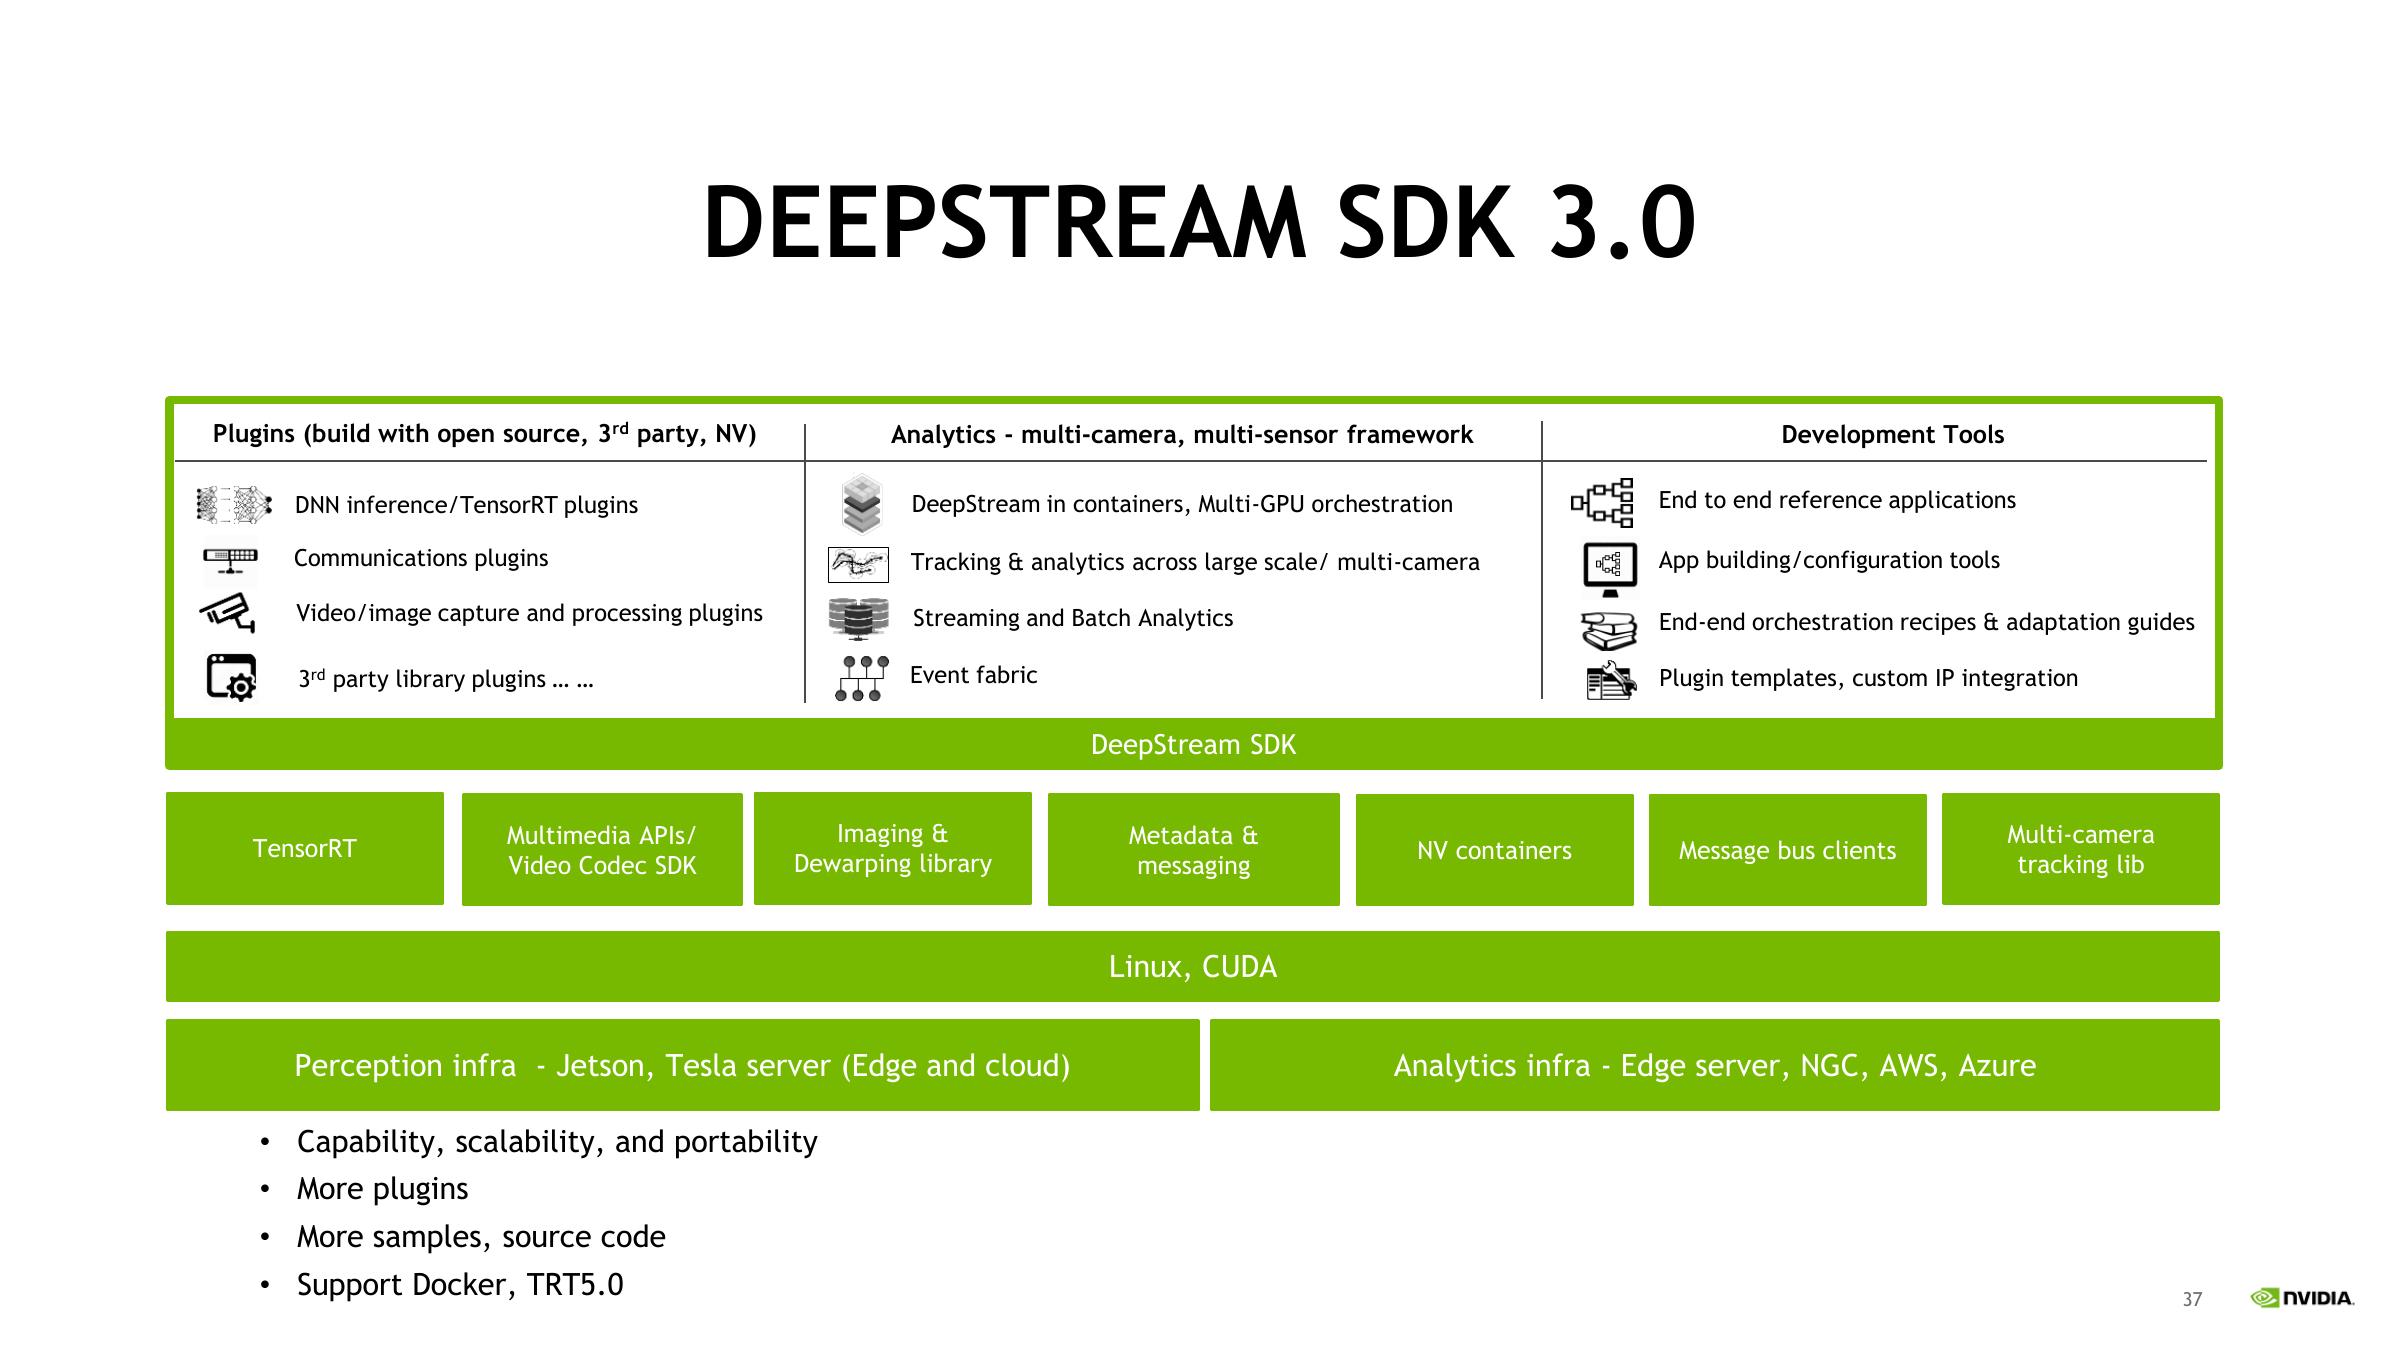 DEEPSTREAM SDK 3.0
Plugins (build with open source, 3rd party, NV)
DNN inference/TensorRT plugins
Communications plugins
Video/image capture and processing plugins
3rd party library plugins … …
Analytics - multi-camera, multi-sensor framework
DeepStream in containers, Multi-GPU orchestration
Tracking & analytics across large scale/ multi-camera
Streaming and Batch Analytics
Event fabric
Development Tools
End to end reference applications
App building/configuration tools
End-end orchestration recipes & adaptation guides
Plugin templates, custom IP integration
DeepStream SDK
TensorRT
Multimedia APIs/
Video Codec SDK
Imaging &
Dewarping library
Metadata &
messaging
NV containers
Message bus clients
Multi-camera
tracking lib
Linux, CUDA
Perception infra  - Jetson, Tesla server (Edge and cloud)
Analytics infra - Edge server, NGC, AWS, Azure
• Capability, scalability, and portability
• More plugins
• More samples, source code
• Support Docker, TRT5.0
37
NVIDIA.